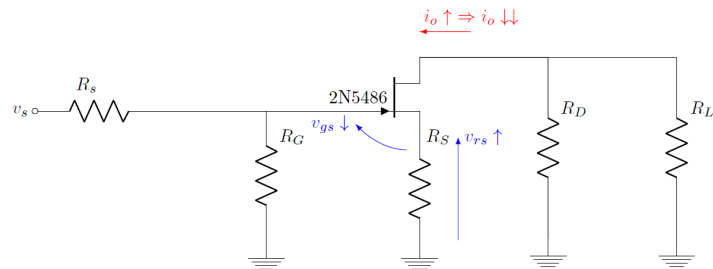 i_o ↑ ⇒ i_o ↓↓
R_s
v_s
2N5486
v_gs ↓
R_G
R_S
v_rs ↑
R_D
R_L